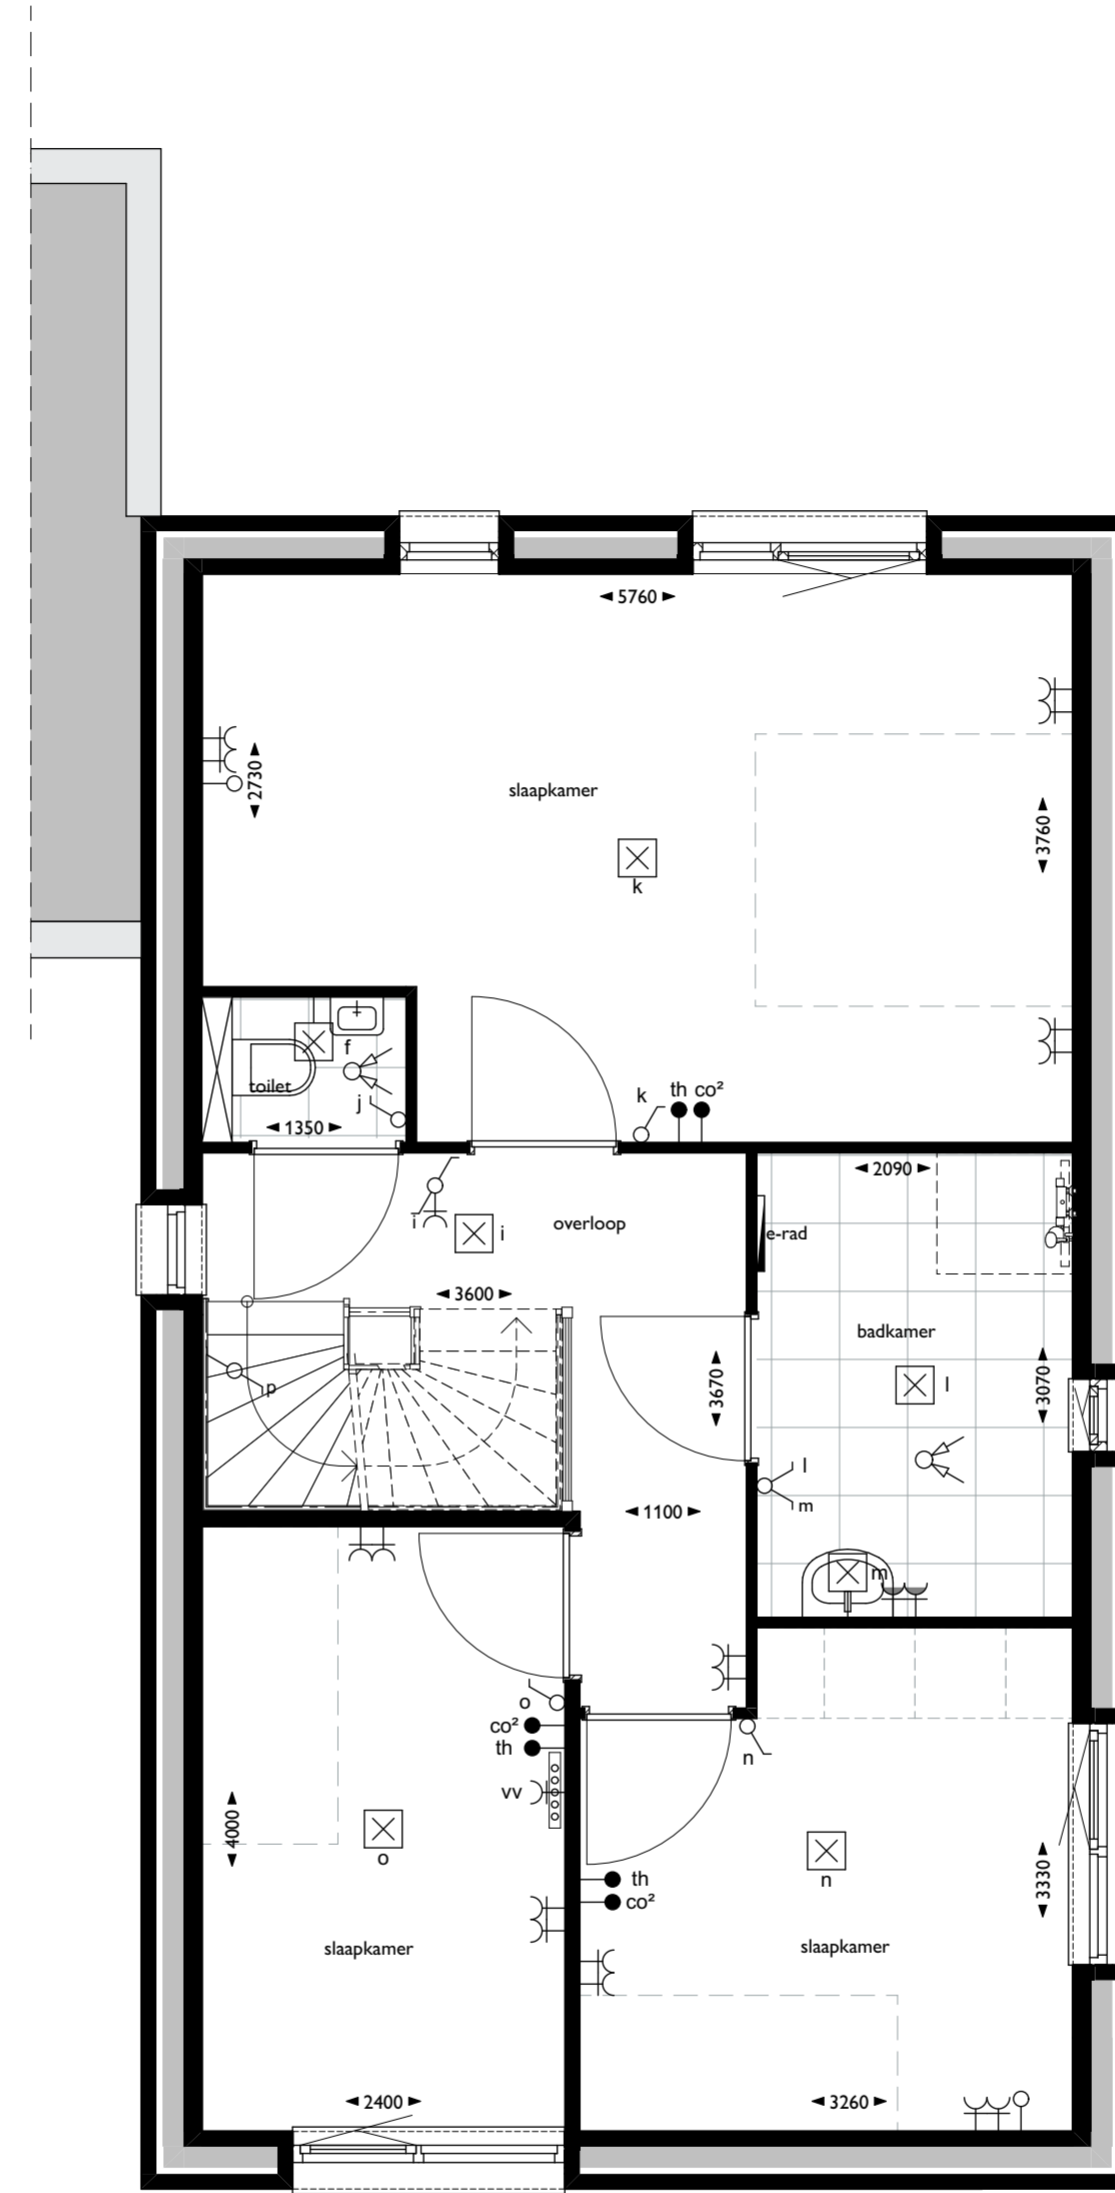 5760
2730
slaapkamer
3760
k
toilet
f
j
1350
k
th co²
i
i
overloop
2090
e-rad
3600
badkamer
p
3670
l
3070
l
m
1100
m
o
co²
th
n
vv
4000
o
n
3330
th
co²
slaapkamer
slaapkamer
2400
3260